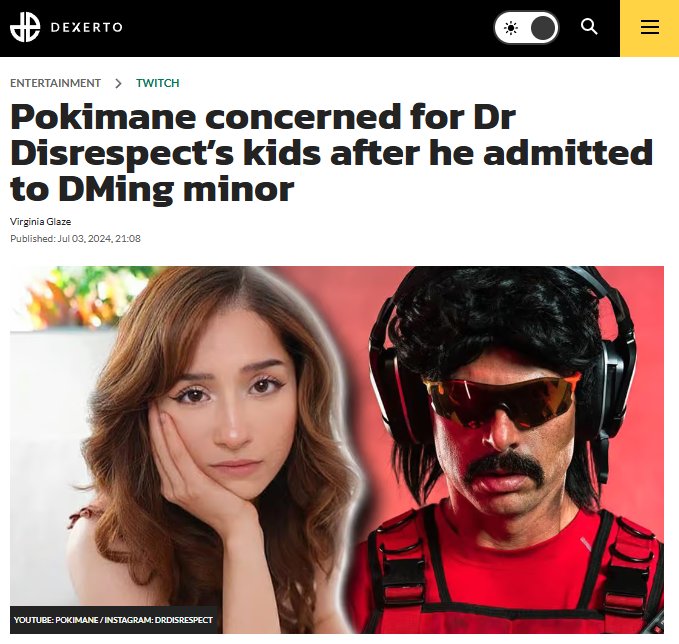 DEXERTO
ENTERTAINMENT > TWITCH
Pokimane concerned for Dr
Disrespect’s kids after he admitted
to DMing minor
Virginia Glaze
Published: Jul 03, 2024, 21:08
YOUTUBE: POKIMANE / INSTAGRAM: DRDISRESPECT